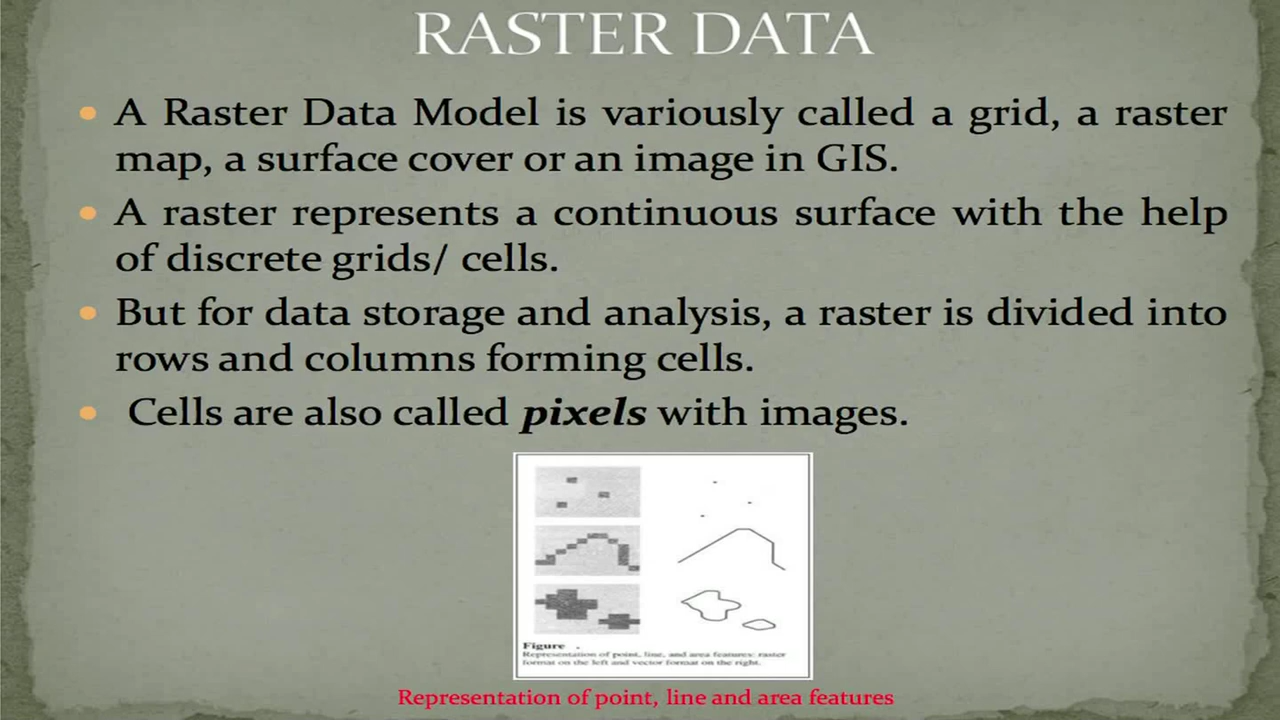 RASTER DATA
• A Raster Data Model is variously called a grid, a raster
map, a surface cover or an image in GIS.
• A raster represents a continuous surface with the help
of discrete grids/ cells.
• But for data storage and analysis, a raster is divided into
rows and columns forming cells.
• Cells are also called pixels with images.
Figure .
Representation of point, line, and area features: raster
format on the left and vector format on the right.
Representation of point, line and area features